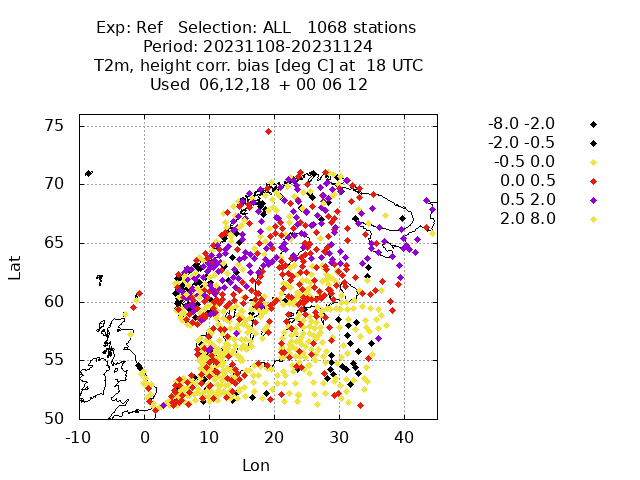 Exp: Ref   Selection: ALL   1068 stations
Period: 20231108-20231124
T2m, height corr. bias [deg C] at  18 UTC
Used  06,12,18  + 00 06 12
-8.0 -2.0
-2.0 -0.5
-0.5 0.0
0.0 0.5
0.5 2.0
2.0 8.0
75
70
65
60
55
50
Lat
-10 0 10 20 30 40
Lon